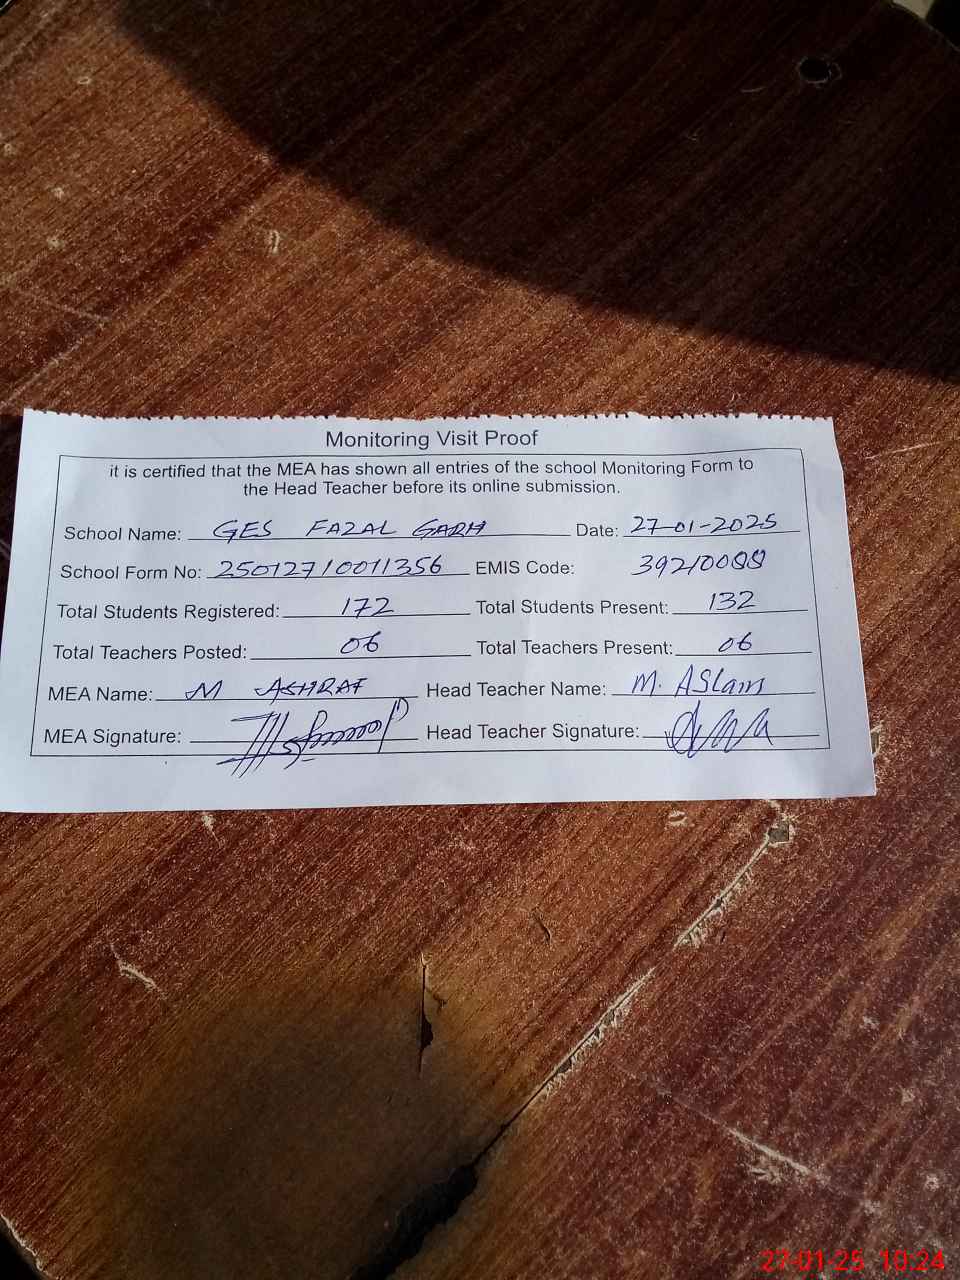 Monitoring Visit Proof
it is certified that the MEA has shown all entries of the school Monitoring Form to
the Head Teacher before its online submission.
School Name: GES FAZAL GARH Date: 27-01-2025
School Form No: 25012710011356 EMIS Code: 39210088
Total Students Registered: 172 Total Students Present: 132
Total Teachers Posted: 06 Total Teachers Present: 06
MEA Name: M ASHRAF Head Teacher Name: M. ASLam
MEA Signature: Head Teacher Signature:
27-01-25 10:24